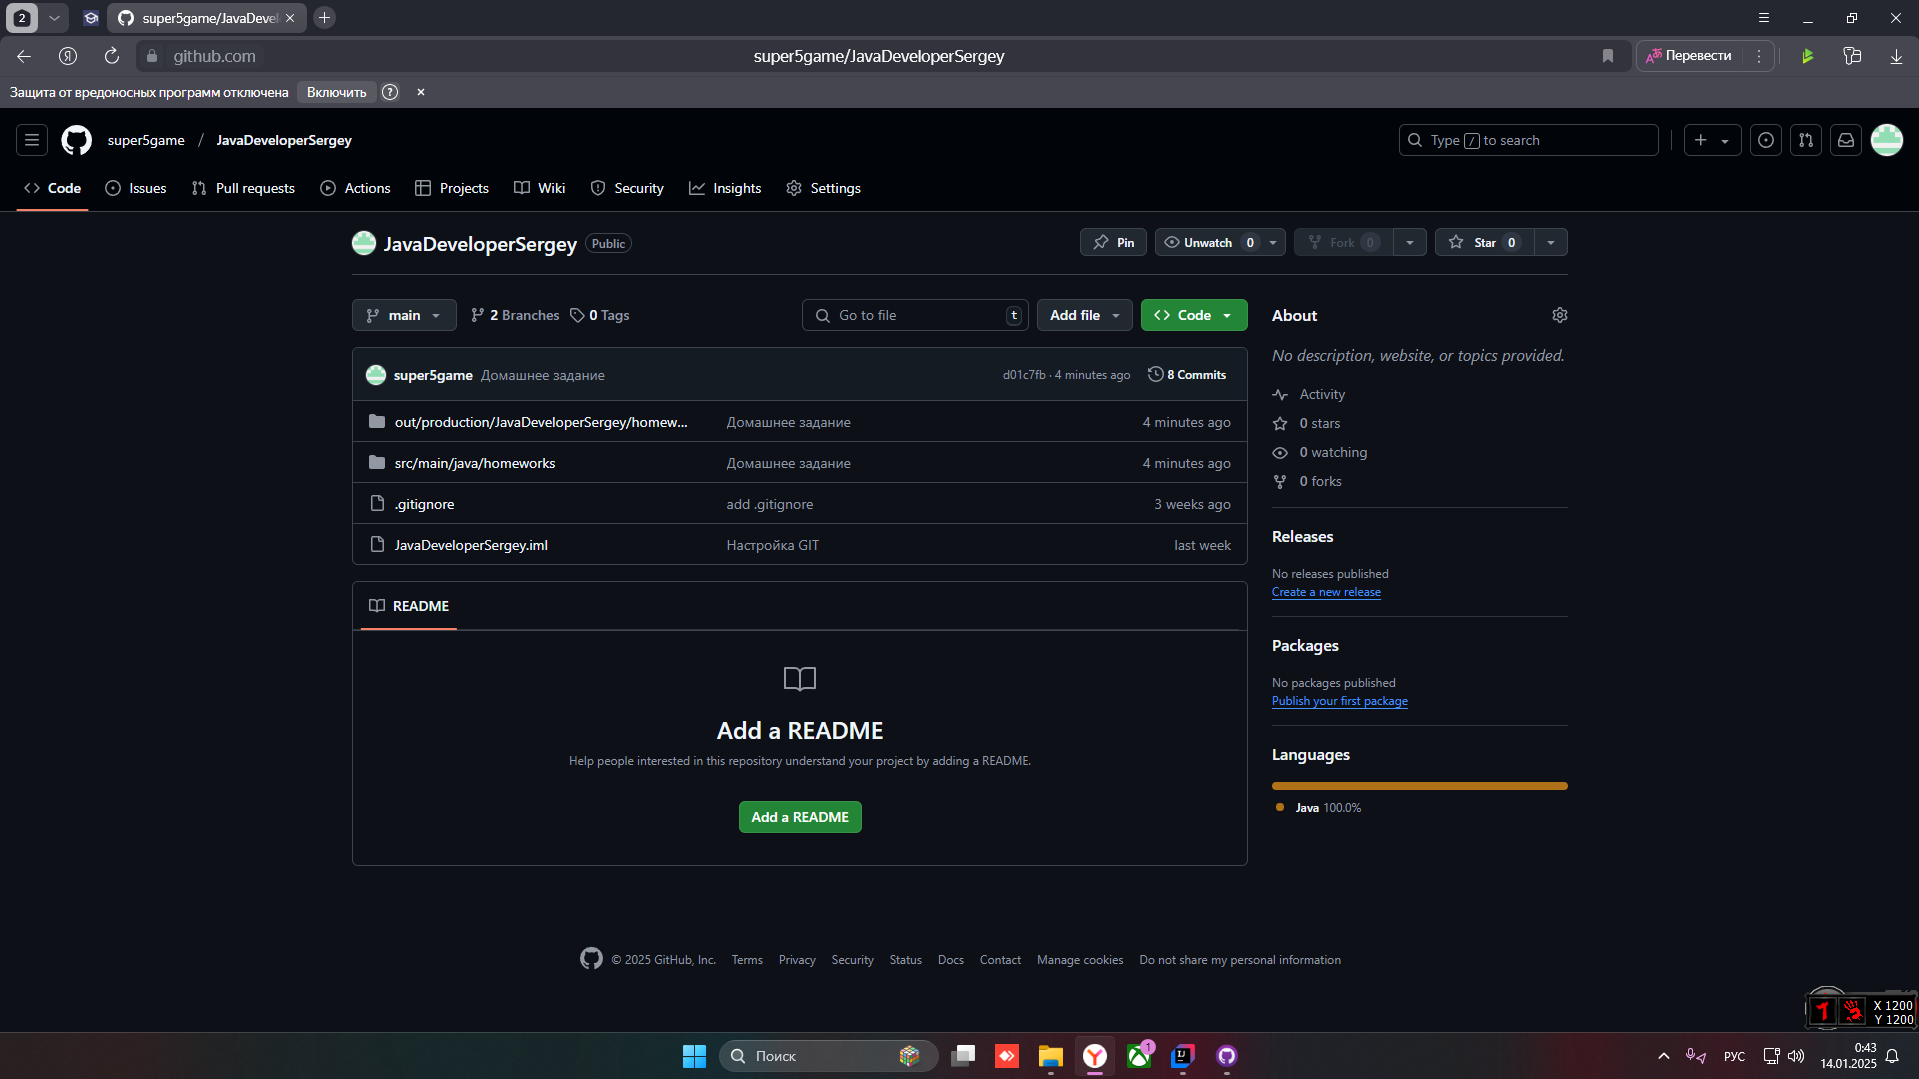 2
super5game/JavaDevel
github.com
super5game/JavaDeveloperSergey
Перевести
Защита от вредоносных программ отключена
Включить
super5game / JavaDeveloperSergey
Type / to search
Code
Issues
Pull requests
Actions
Projects
Wiki
Security
Insights
Settings
JavaDeveloperSergey
Public
Pin
Unwatch 0
Fork 0
Star 0
main
2 Branches
0 Tags
Go to file
t
Add file
Code
super5game Домашнее задание
d01c7fb · 4 minutes ago
8 Commits
out/production/JavaDeveloperSergey/homew... Домашнее задание 4 minutes ago
src/main/java/homeworks Домашнее задание 4 minutes ago
.gitignore add .gitignore 3 weeks ago
JavaDeveloperSergey.iml Настройка GIT last week
README
Add a README
Help people interested in this repository understand your project by adding a README.
Add a README
About
No description, website, or topics provided.
Activity
0 stars
0 watching
0 forks
Releases
No releases published
Create a new release
Packages
No packages published
Publish your first package
Languages
Java 100.0%
© 2025 GitHub, Inc.
Terms
Privacy
Security
Status
Docs
Contact
Manage cookies
Do not share my personal information
X 1200
Y 1200
Поиск
1
РУС
0:43
14.01.2025